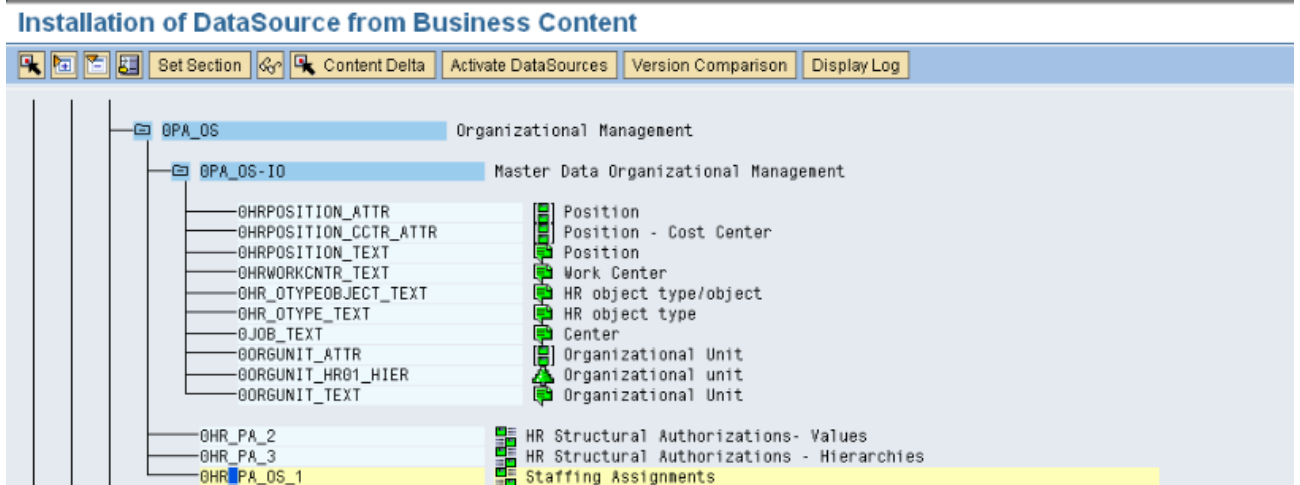 Installation of DataSource from Business Content
Set Section Content Delta Activate DataSources Version Comparison Display Log
0PA_OS Organizational Management
0PA_OS-IO Master Data Organizational Management
0HRPOSITION_ATTR Position
0HRPOSITION_CCTR_ATTR Position - Cost Center
0HRPOSITION_TEXT Position
0HRWORKCNTR_TEXT Work Center
0HR_OTYPEOBJECT_TEXT HR object type/object
0HR_OTYPE_TEXT HR object type
0JOB_TEXT Center
0ORGUNIT_ATTR Organizational Unit
0ORGUNIT_HR01_HIER Organizational unit
0ORGUNIT_TEXT Organizational Unit
0HR_PA_2 HR Structural Authorizations- Values
0HR_PA_3 HR Structural Authorizations - Hierarchies
0HR_PA_OS_1 Staffing Assignments